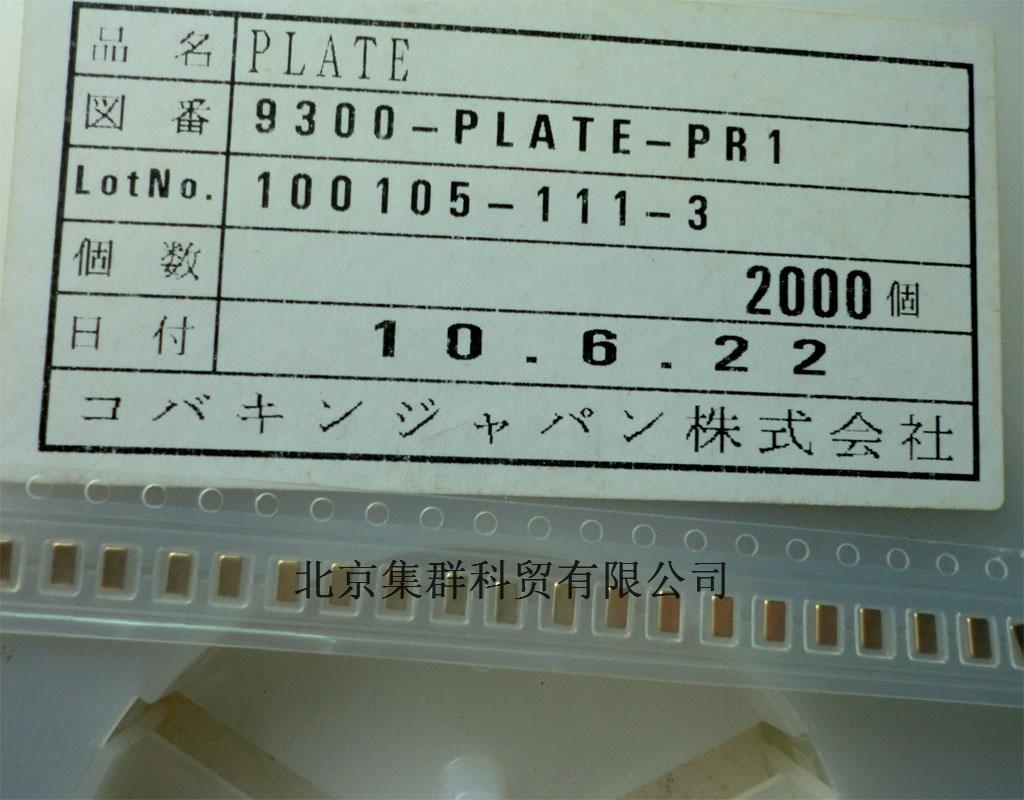 品名 PLATE
図番 9300-PLATE-PR1
LotNo. 100105-111-3
個数 2000個
日付 10.6.22
コバキンジャパン株式会社
北京集群科贸有限公司